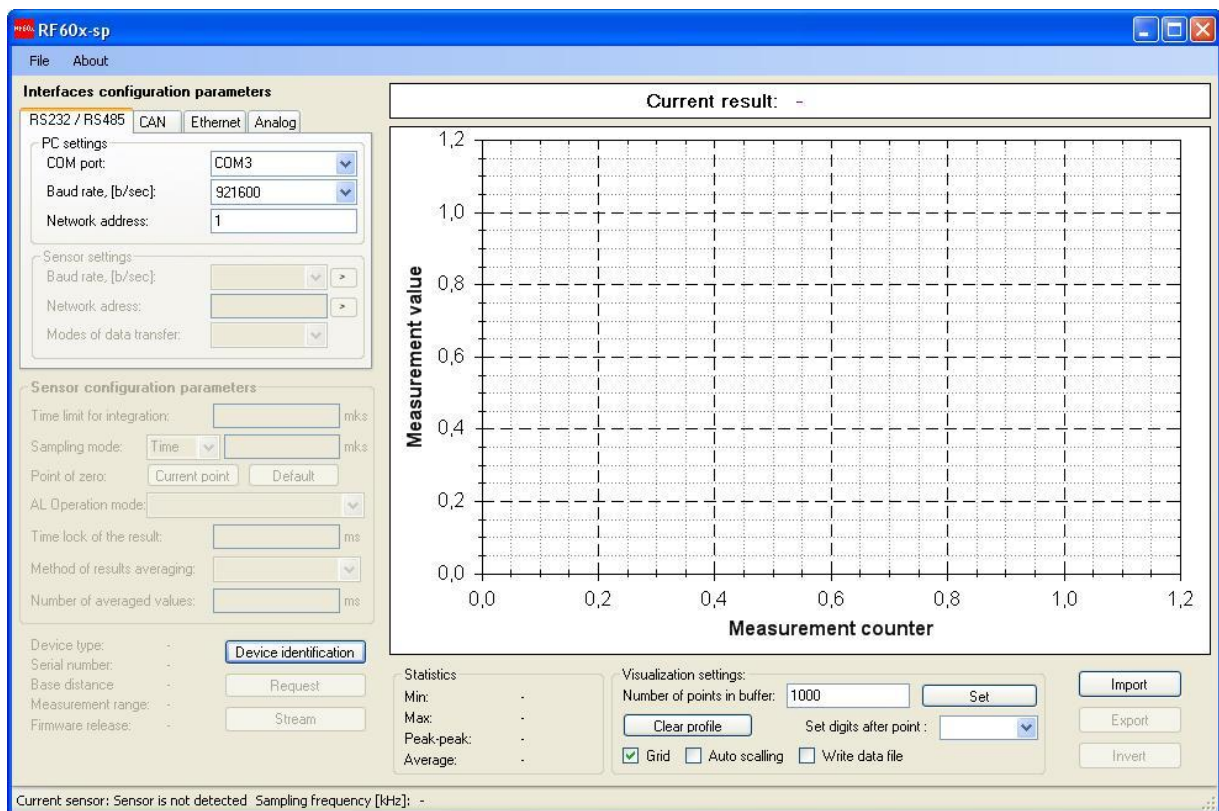 RF60x RF60x-sp
File About
Interfaces configuration parameters
RS232 / RS485 CAN Ethernet Analog
PC settings
COM port: COM3
Baud rate, [b/sec]: 921600
Network address: 1
Sensor settings
Baud rate, [b/sec]: >
Network adress: >
Modes of data transfer:
Sensor configuration parameters
Time limit for integration: mks
Sampling mode: Time mks
Point of zero: Current point Default
AL Operation mode:
Time lock of the result: ms
Method of results averaging:
Number of averaged values: ms
Device type: -
Serial number: -
Base distance -
Measurement range: -
Firmware release: -
Device identification
Request
Stream
Current result: -
Measurement value
1,2
1,0
0,8
0,6
0,4
0,2
0,0
0,0 0,2 0,4 0,6 0,8 1,0 1,2
Measurement counter
Statistics
Min: -
Max: -
Peak-peak: -
Average: -
Visualization settings:
Number of points in buffer: 1000 Set
Clear profile Set digits after point :
Grid Auto scalling Write data file
Import
Export
Invert
Current sensor: Sensor is not detected Sampling frequency [kHz]: -